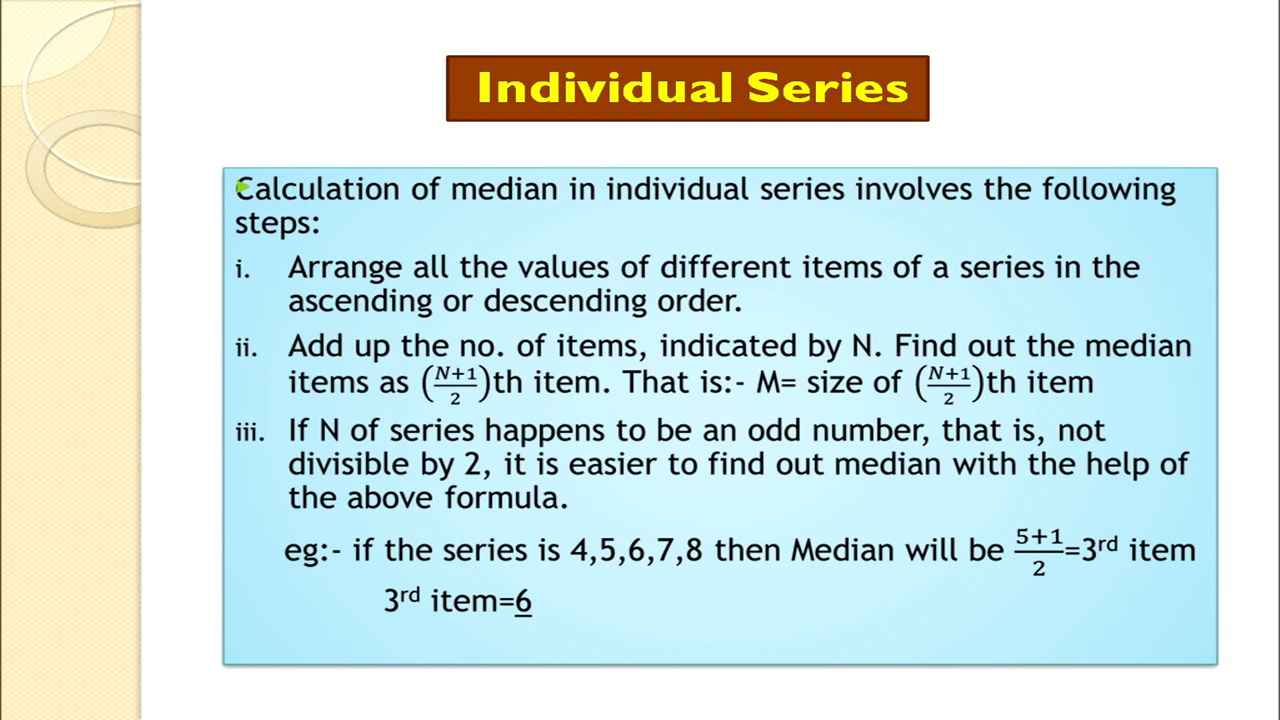 Individual Series
Calculation of median in individual series involves the following
steps:
i. Arrange all the values of different items of a series in the
ascending or descending order.
ii. Add up the no. of items, indicated by N. Find out the median
items as (N+1/2)th item. That is:- M= size of (N+1/2)th item
iii. If N of series happens to be an odd number, that is, not
divisible by 2, it is easier to find out median with the help of
the above formula.
eg:- if the series is 4,5,6,7,8 then Median will be 5+1/2=3rd item
3rd item=6